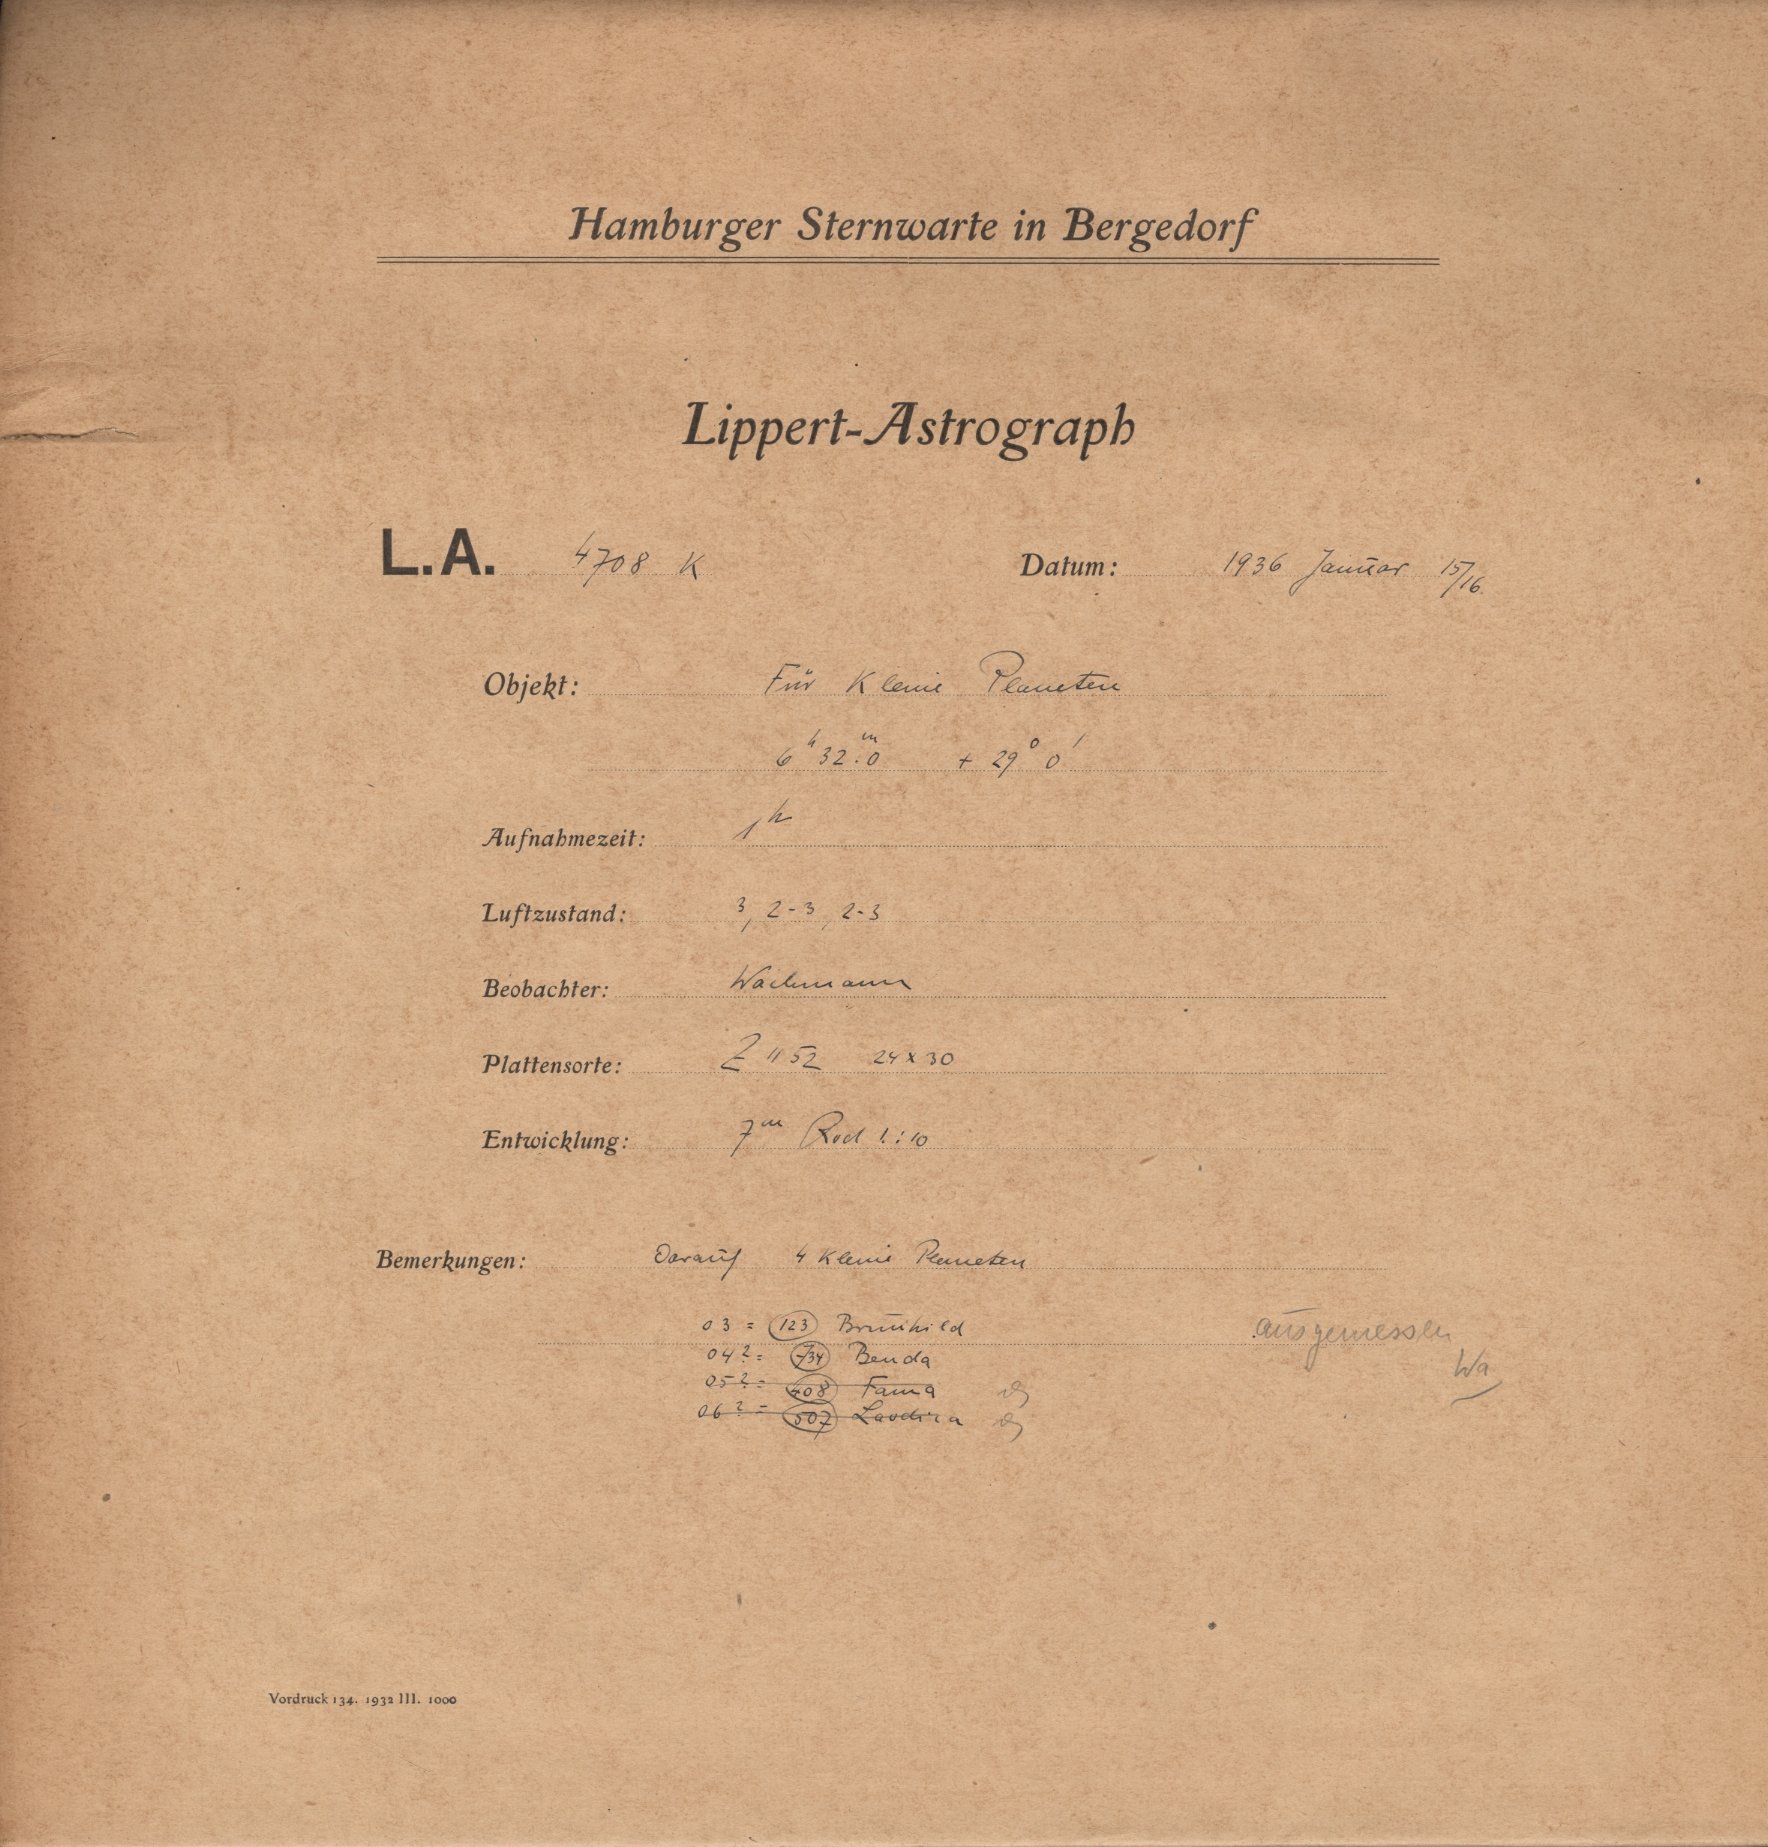 Hamburger Sternwarte in Bergedorf
Lippert-Astrograph
L.A. 4708 K Datum: 1936 Januar 15/16.
Objekt: Für Kleine Planeten
6ʰ 32ᵐ.0 + 29° 0'
Aufnahmezeit: 1ʰ
Luftzustand: 3, 2-3, 2-3
Beobachter: Wachmann
Plattensorte: Z 1152 24 x 30
Entwicklung: 7ᵐ Rod 1:10
Bemerkungen: Darauf 4 Kleine Planeten
03 = 123 Brunhild
ausgemessen
04? = 734 Benda
Wa
05? = 408 Fama
06? = 507 Laodica
Vordruck 134. 1932 III. 1000